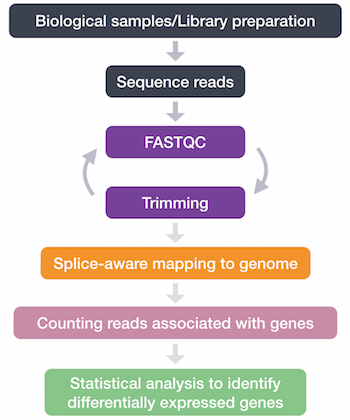 Biological samples/Library preparation
Sequence reads
FASTQC
Trimming
Splice-aware mapping to genome
Counting reads associated with genes
Statistical analysis to identify
differentially expressed genes